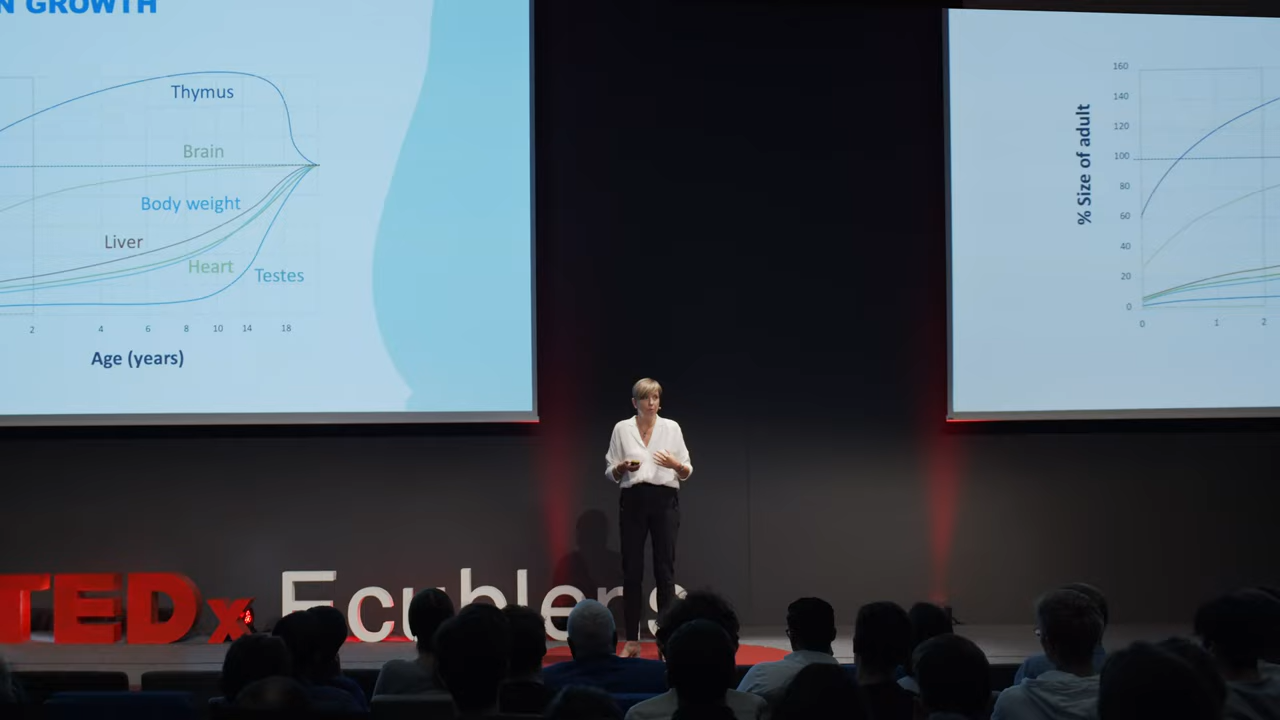 N GROWTH
Thymus
Brain
Body weight
Liver
Heart
Testes
2 4 6 8 10 14 18
Age (years)
160
140
120
100
80
60
40
20
0
% Size of adult
0 1 2
TEDx Ecublens